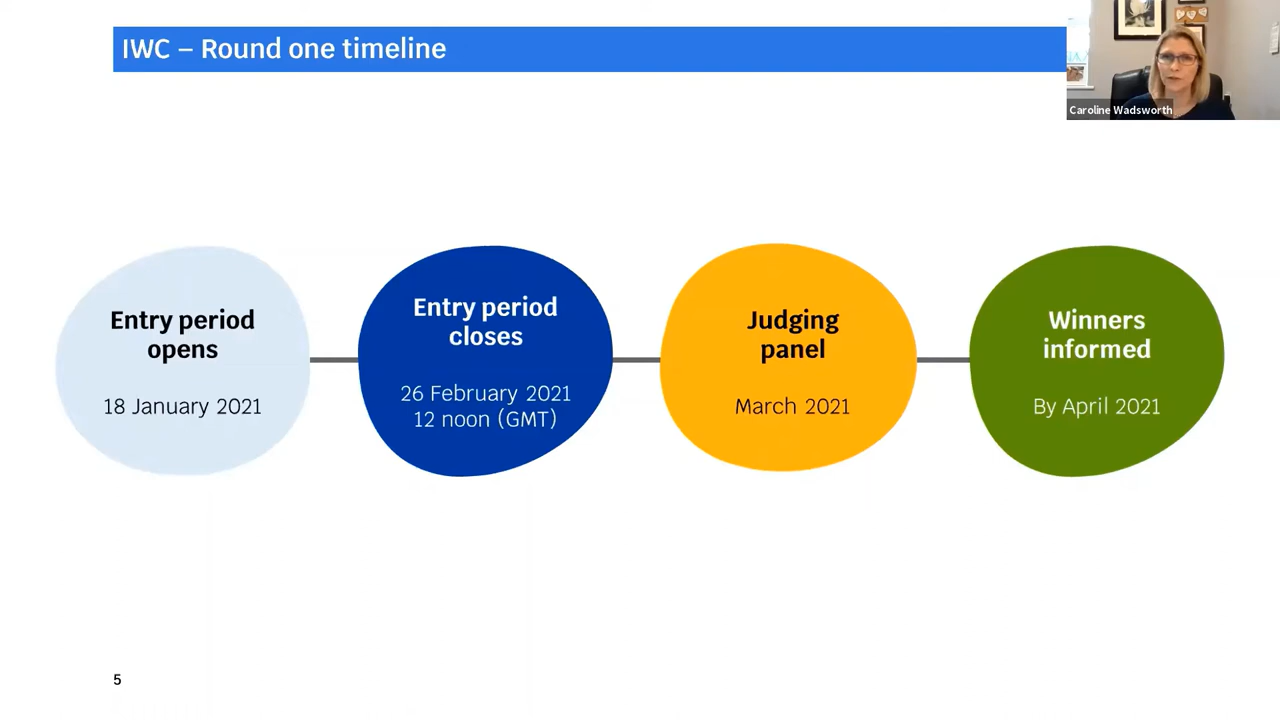 IWC – Round one timeline
Caroline Wadsworth
Entry period
opens
18 January 2021
Entry period
closes
26 February 2021
12 noon (GMT)
Judging
panel
March 2021
Winners
informed
By April 2021
5